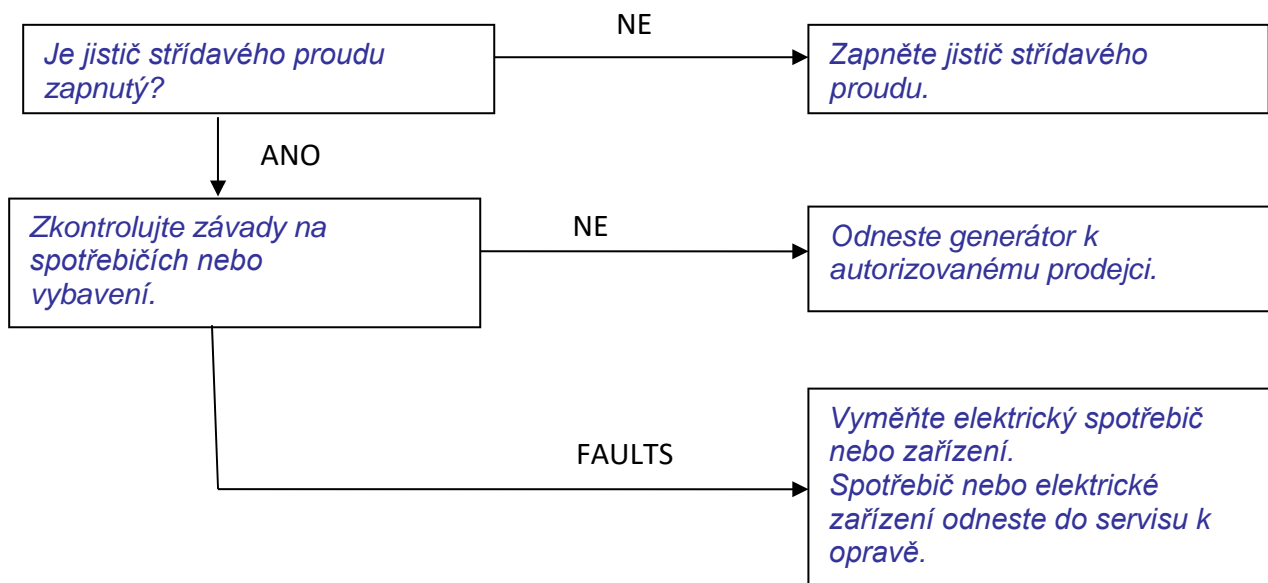 Je jistič střídavého proudu
zapnutý?
NE
Zapněte jistič střídavého
proudu.
ANO
Zkontrolujte závady na
spotřebičích nebo
vybavení.
NE
Odneste generátor k
autorizovanému prodejci.
FAULTS
Vyměňte elektrický spotřebič
nebo zařízení.
Spotřebič nebo elektrické
zařízení odneste do servisu k
opravě.